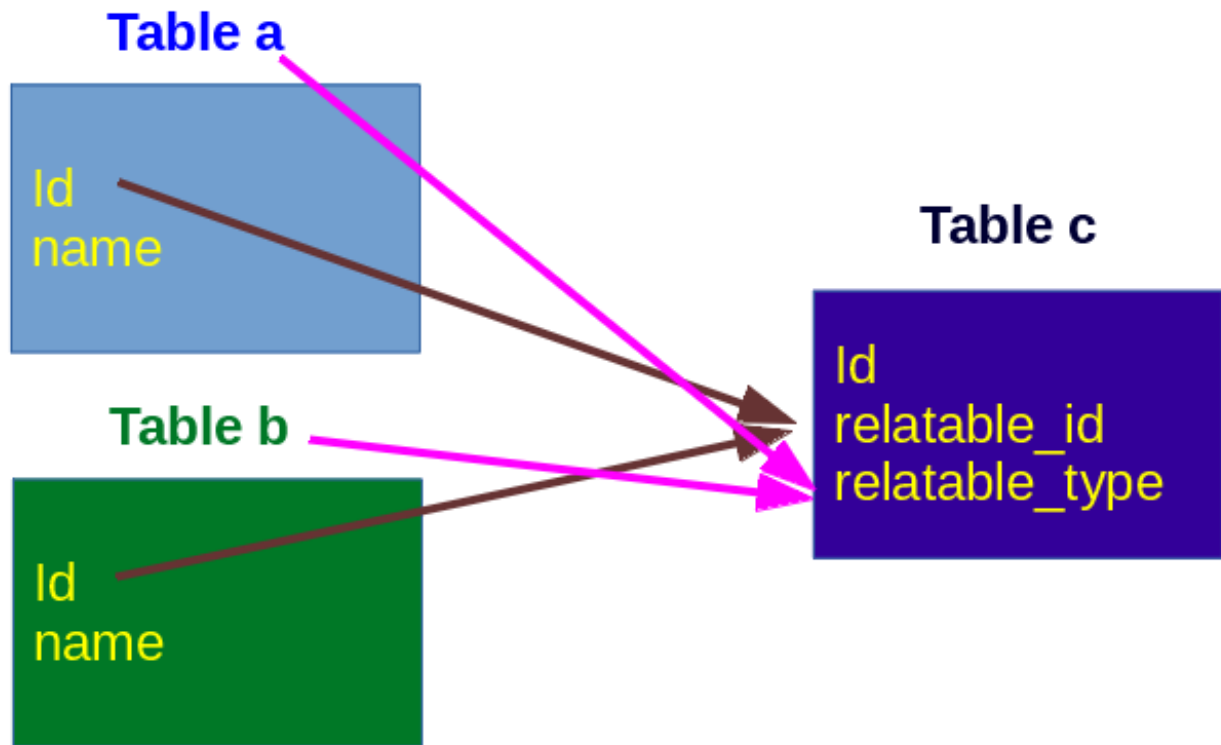 Table a
Id
name
Table b
Id
name
Table c
Id
relatable_id
relatable_type